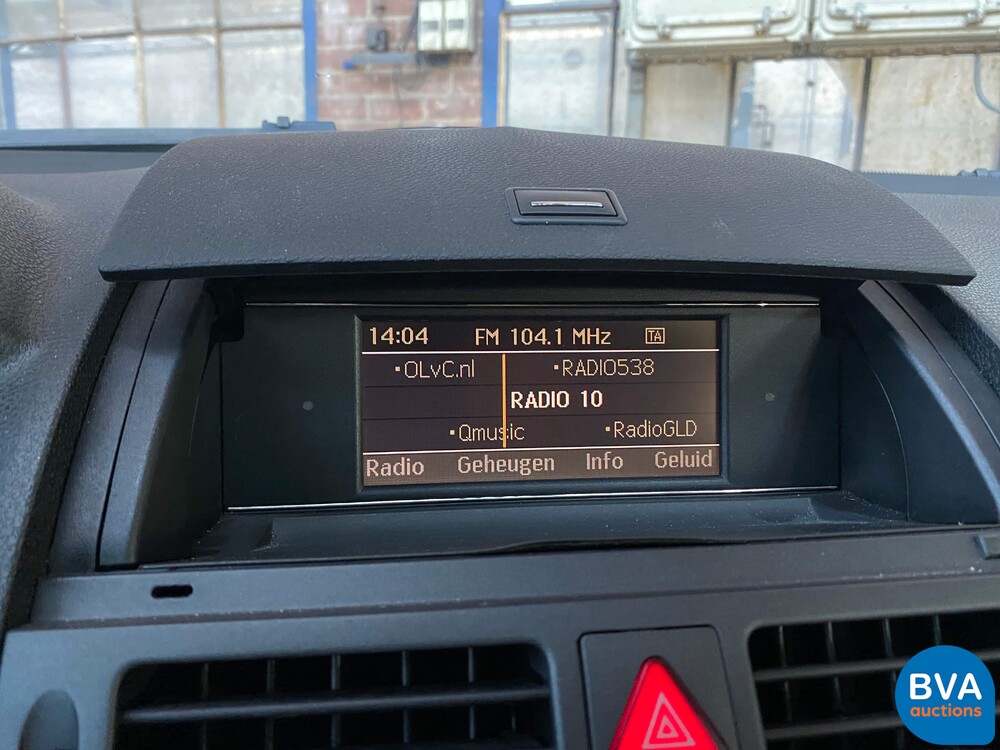 14:04 FM 104.1 MHz TA
▪OLvC.nl ▪RADIO538
RADIO 10
▪Qmusic ▪RadioGLD
Radio Geheugen Info Geluid
BVA
auctions